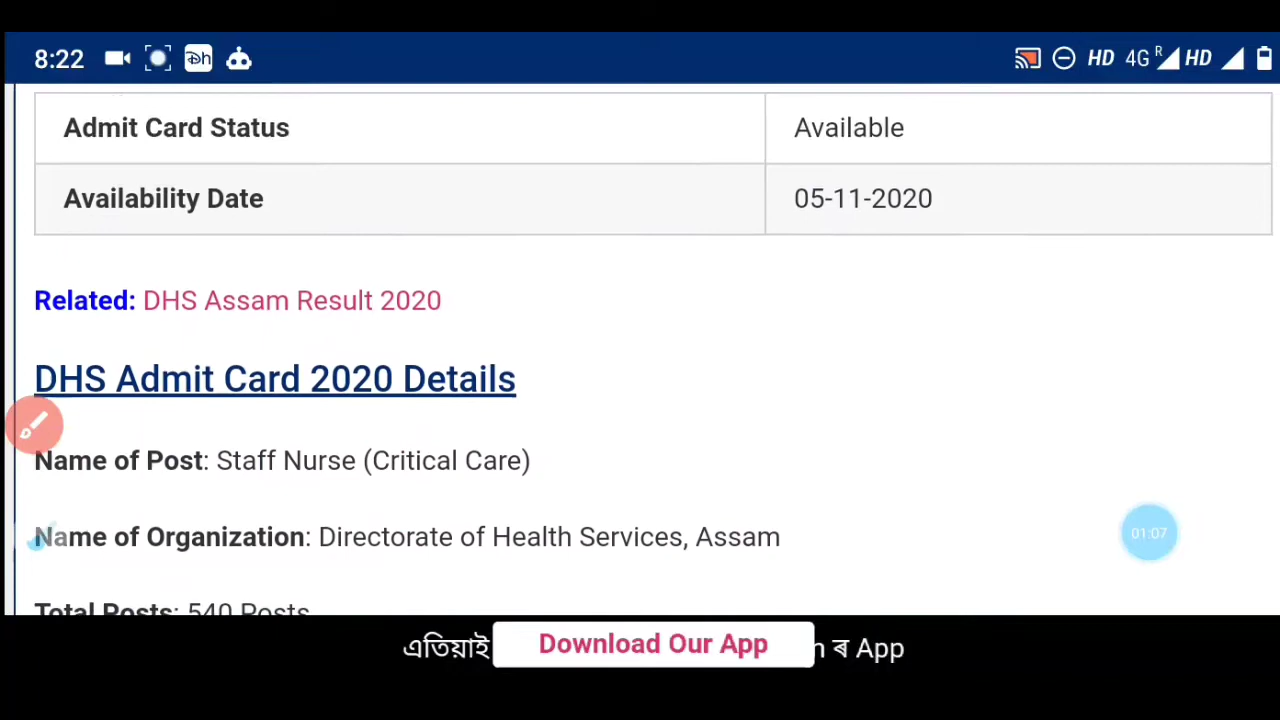 8:22 Dh HD 4G R HD
Admit Card Status Available
Availability Date 05-11-2020
Related: DHS Assam Result 2020
DHS Admit Card 2020 Details
Name of Post: Staff Nurse (Critical Care)
Name of Organization: Directorate of Health Services, Assam
01:07
Total Posts: 540 Posts
এতিয়াই Download Our App ৰ App